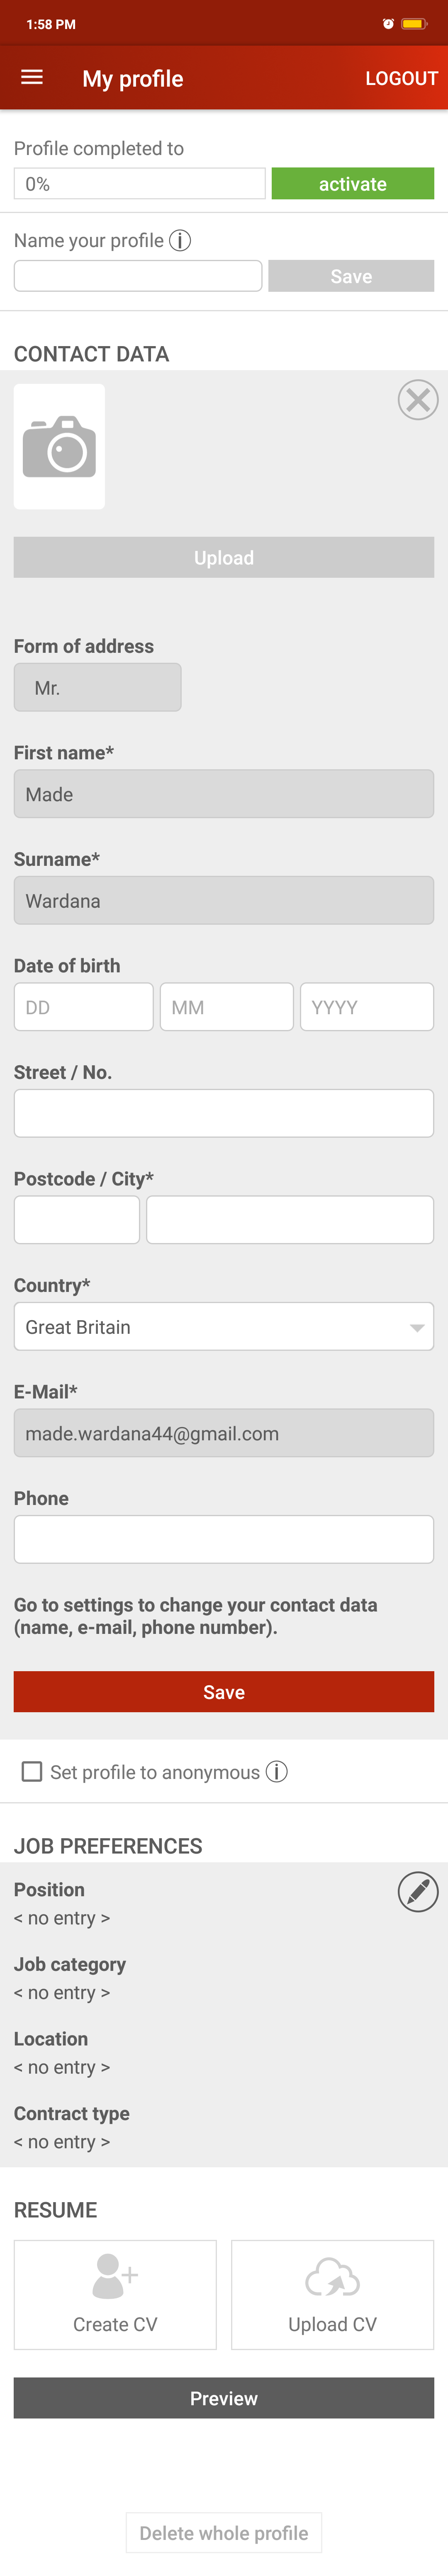 1:58 PM
My profile
LOGOUT
Profile completed to
0%
activate
Name your profile
Save
CONTACT DATA
Upload
Form of address
Mr.
First name*
Made
Surname*
Wardana
Date of birth
DD
MM
YYYY
Street / No.
Postcode / City*
Country*
Great Britain
E-Mail*
made.wardana44@gmail.com
Phone
Go to settings to change your contact data
(name, e-mail, phone number).
Save
Set profile to anonymous
JOB PREFERENCES
Position
< no entry >
Job category
< no entry >
Location
< no entry >
Contract type
< no entry >
RESUME
Create CV
Upload CV
Preview
Delete whole profile